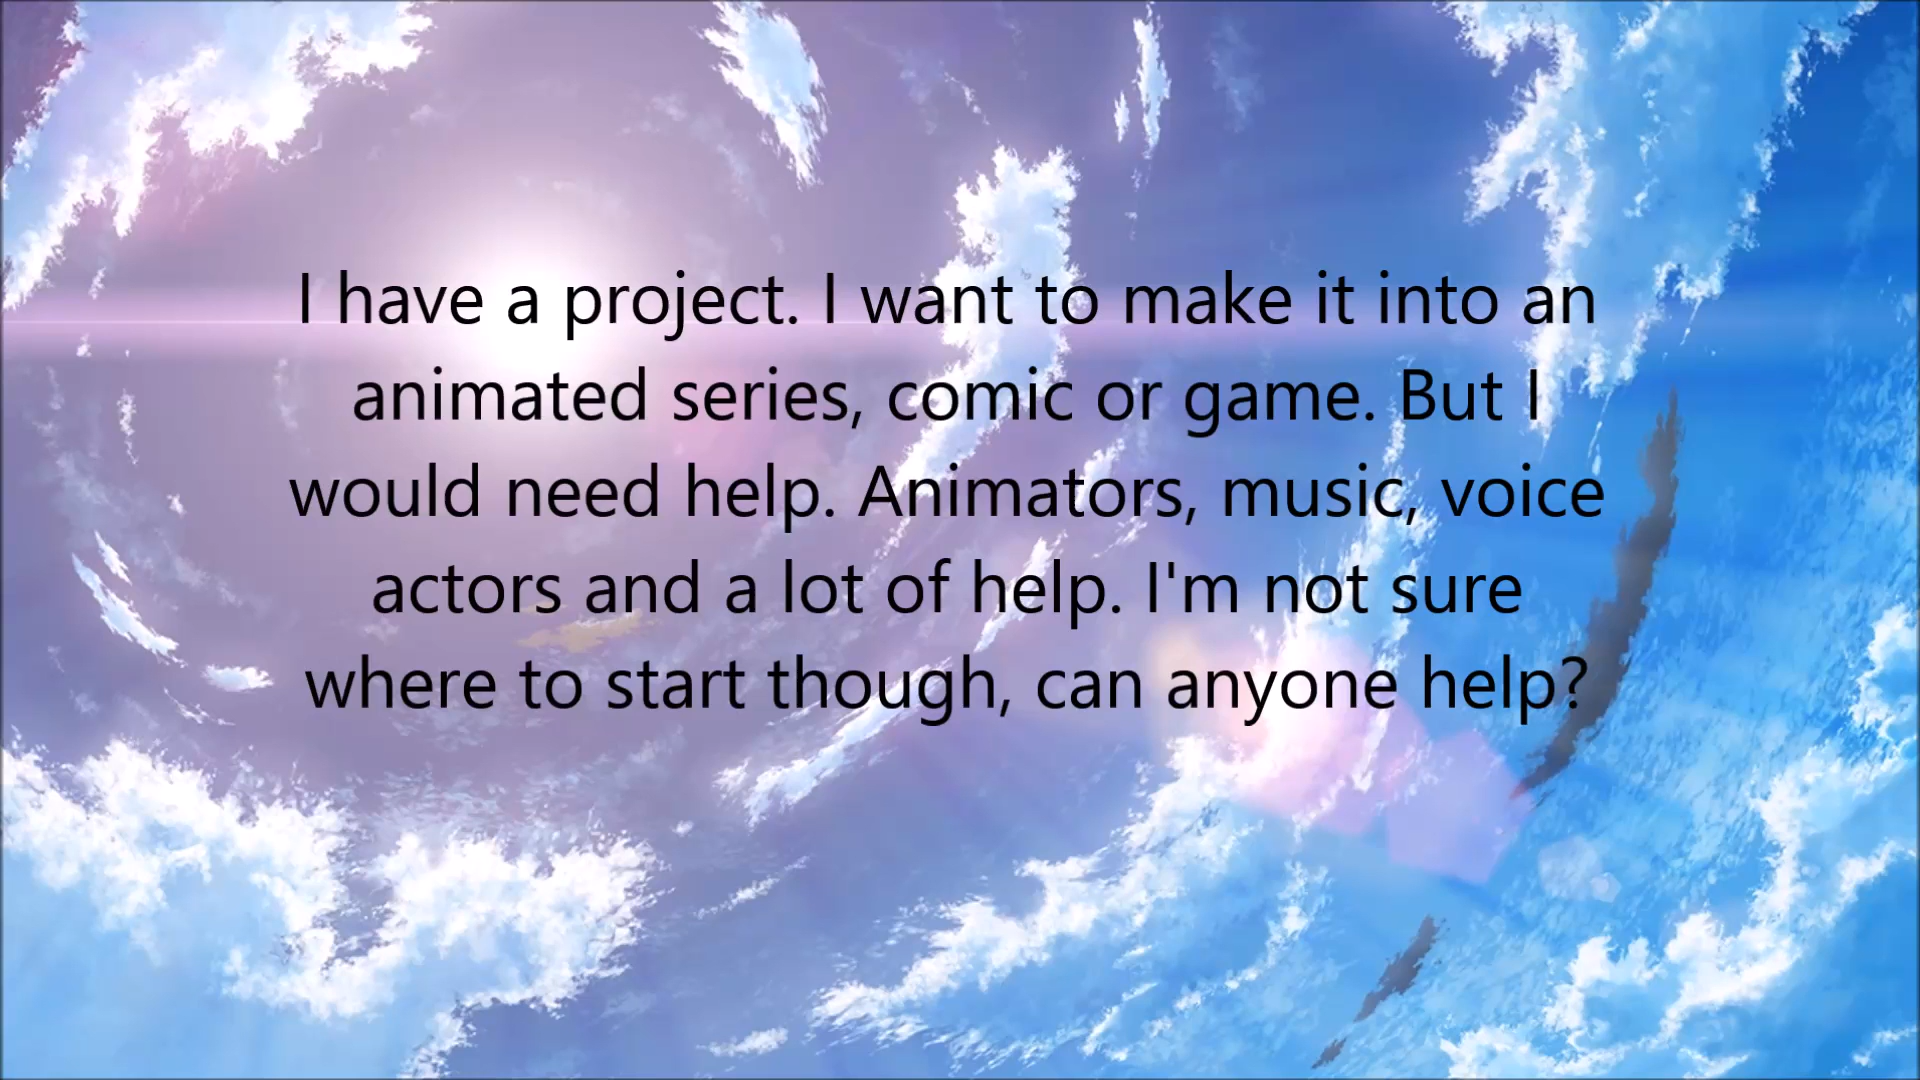 I have a project. I want to make it into an
animated series, comic or game. But I
would need help. Animators, music, voice
actors and a lot of help. I'm not sure
where to start though, can anyone help?